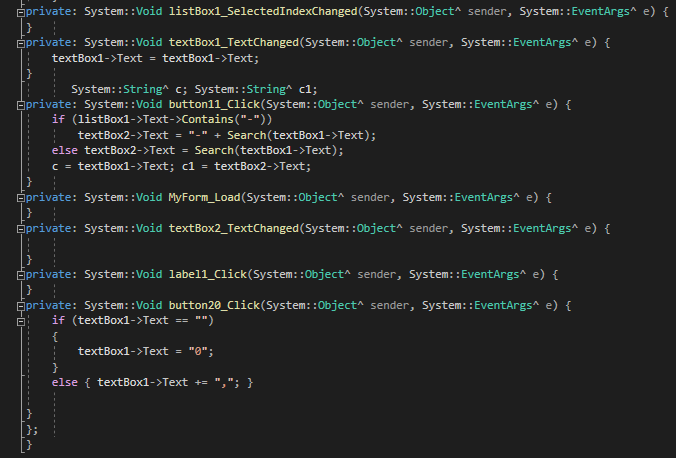 private: System::Void listBox1_SelectedIndexChanged(System::Object^ sender, System::EventArgs^ e) {
}
private: System::Void textBox1_TextChanged(System::Object^ sender, System::EventArgs^ e) {
textBox1->Text = textBox1->Text;
}
System::String^ c; System::String^ c1;
private: System::Void button11_Click(System::Object^ sender, System::EventArgs^ e) {
if (listBox1->Text->Contains("-"))
textBox2->Text = "-" + Search(textBox1->Text);
else textBox2->Text = Search(textBox1->Text);
c = textBox1->Text; c1 = textBox2->Text;
}
private: System::Void MyForm_Load(System::Object^ sender, System::EventArgs^ e) {
}
private: System::Void textBox2_TextChanged(System::Object^ sender, System::EventArgs^ e) {
}
private: System::Void label1_Click(System::Object^ sender, System::EventArgs^ e) {
}
private: System::Void button20_Click(System::Object^ sender, System::EventArgs^ e) {
if (textBox1->Text == "")
{
textBox1->Text = "0";
}
else { textBox1->Text += ","; }
}
};
}